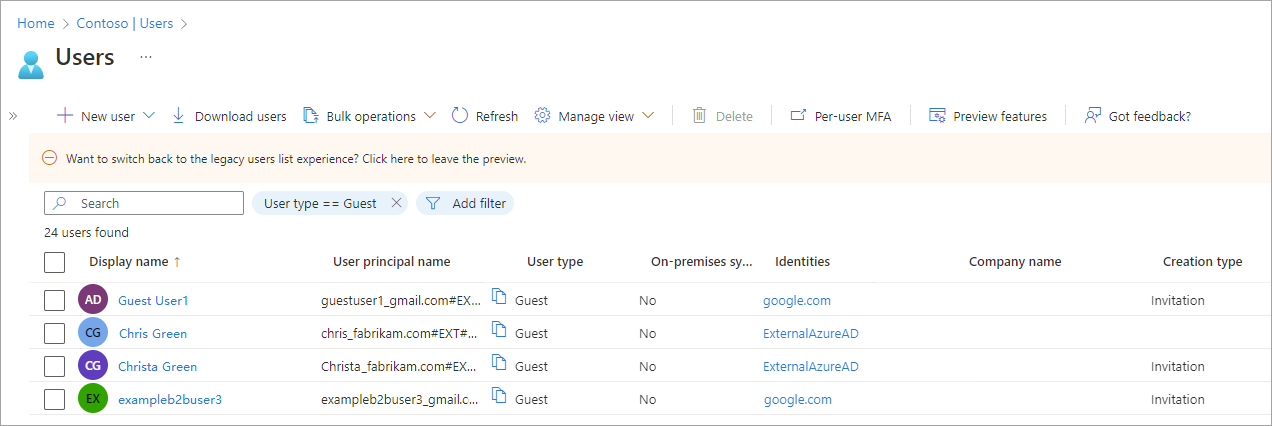 Home > Contoso | Users >
Users ...
» New user Download users Bulk operations Refresh Manage view Delete Per-user MFA Preview features Got feedback?
Want to switch back to the legacy users list experience? Click here to leave the preview.
Search User type == Guest × Add filter
24 users found
Display name ↑ User principal name User type On-premises sy... Identities Company name Creation type
AD Guest User1 guestuser1_gmail.com#EX... Guest No google.com Invitation
CG Chris Green chris_fabrikam.com#EXT#... Guest No ExternalAzureAD
CG Christa Green Christa_fabrikam.com#EX... Guest No ExternalAzureAD Invitation
EX exampleb2buser3 exampleb2buser3_gmail.c... Guest No google.com Invitation